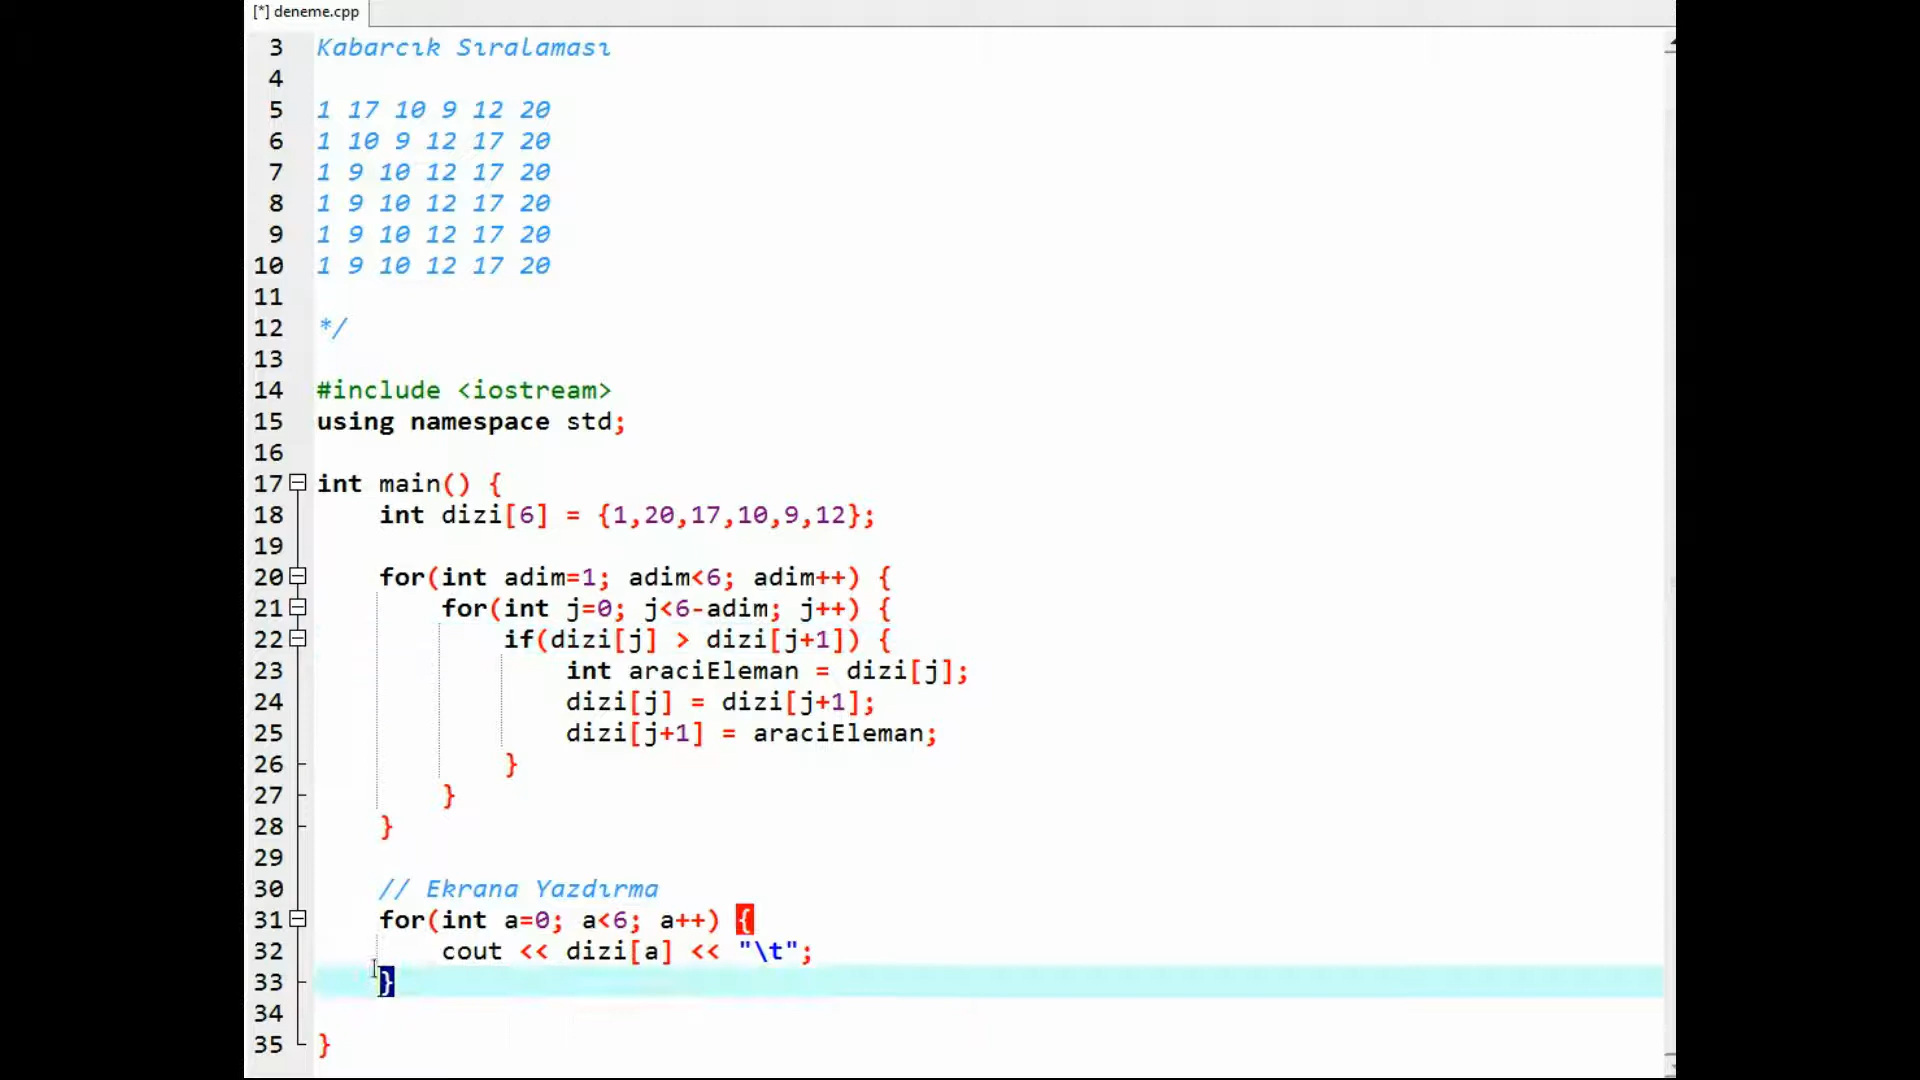 [*] deneme.cpp
3 Kabarcık Sıralaması
4
5 1 17 10 9 12 20
6 1 10 9 12 17 20
7 1 9 10 12 17 20
8 1 9 10 12 17 20
9 1 9 10 12 17 20
10 1 9 10 12 17 20
11
12 */
13
14 #include <iostream>
15 using namespace std;
16
17 int main() {
18 int dizi[6] = {1,20,17,10,9,12};
19
20 for(int adim=1; adim<6; adim++) {
21 for(int j=0; j<6-adim; j++) {
22 if(dizi[j] > dizi[j+1]) {
23 int araciEleman = dizi[j];
24 dizi[j] = dizi[j+1];
25 dizi[j+1] = araciEleman;
26 }
27 }
28 }
29
30 // Ekrana Yazdırma
31 for(int a=0; a<6; a++) {
32 cout << dizi[a] << "\t";
33 }
34
35 }